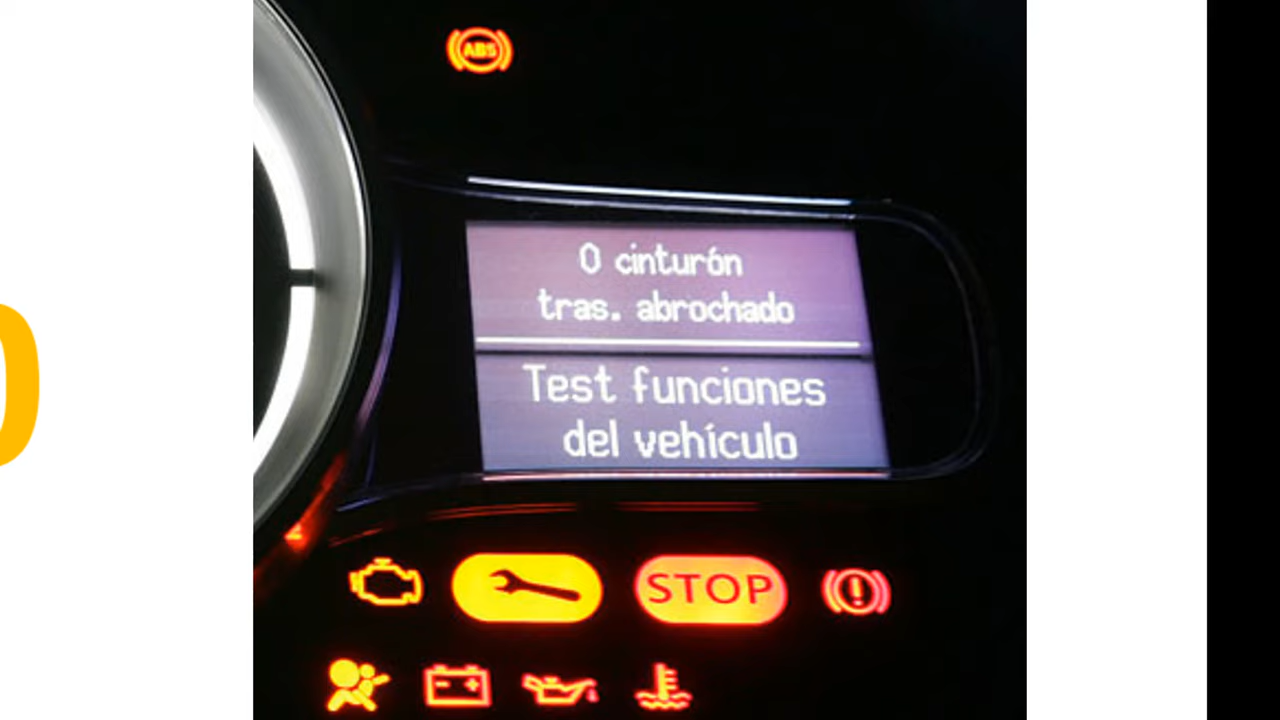 ABS
0 cinturón
tras. abrochado
Test funciones
del vehículo
STOP